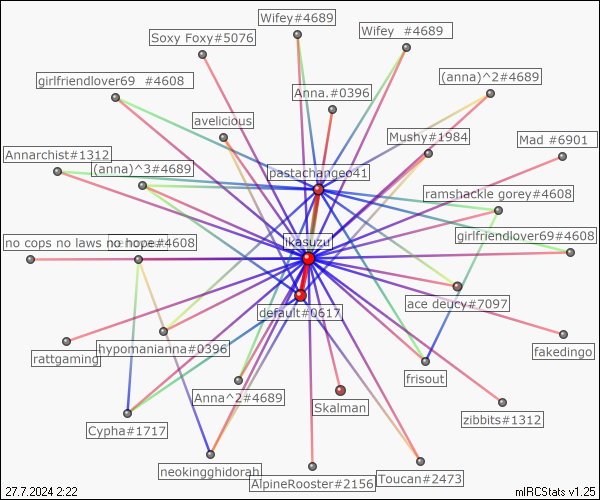 Wifey#4689
Wifey  #4689
Soxy Foxy#5076
girlfriendlover69  #4608
(anna)^2#4689
Anna.#0396
avelicious
Mushy#1984
Mad #6901
Annarchist#1312
(anna)^3#4689
pastachangeo41
ramshackle gorey#4608
no cops no laws no hope#4608
ikasuzu
girlfriendlover69#4608
ace deucy#7097
default#0617
rattgaming
hypomanianna#0396
fakedingo
frisout
Anna^2#4689
Skalman
zibbits#1312
Cypha#1717
neokingghidorah
AlpineRooster#2156
Toucan#2473
27.7.2024 2:22
mIRCStats v1.25